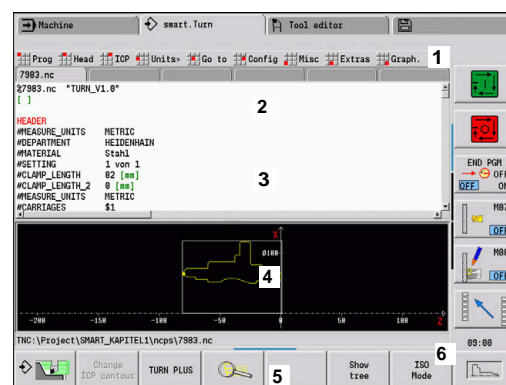 Machine
smart.Turn
Tool editor
Prog Head ICP Units» Go to Config Misc Extras Graph.
1
7983.nc
7983.nc "TURN_V1.0"
[ ]
2
HEADER
#MEASURE_UNITS METRIC
#DEPARTMENT HEIDENHAIN
#MATERIAL Stahl
#SETTING 1 von 1
#CLAMP_LENGTH 82 [mm]
#CLAMP_LENGTH_2 0 [mm]
#MEASURE_UNITS METRIC
#CARRIAGES $1
3
X
Ø100
4
-200 -150 -100 -50 0 50 100 Z
TNC:\Project\SMART_KAPITEL1\ncps\7983.nc
Change
ICP contour
TURN PLUS
5
Show
tree
6
ISO
Mode
END PGM
OFF
OFF ON
M07
OFF
M08
OFF
09:00